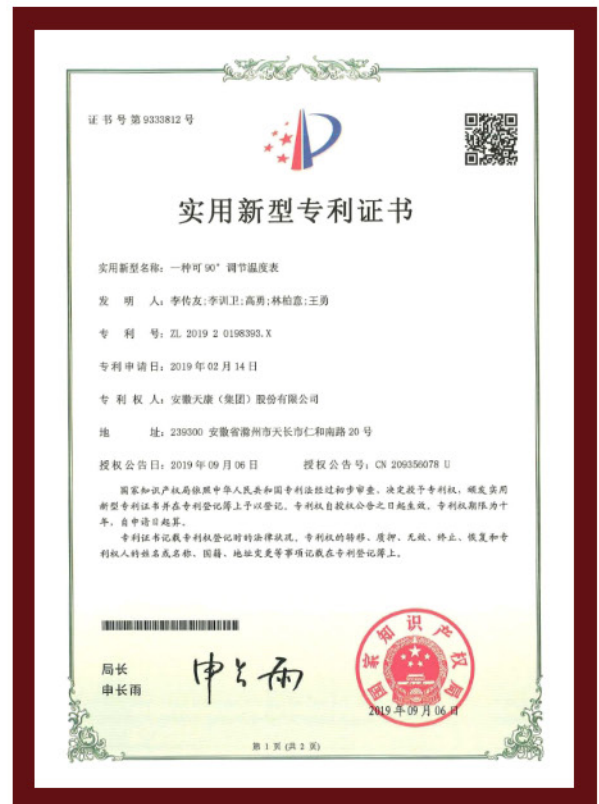 证书号第9333812号
实用新型专利证书
实用新型名称：一种可90°调节温度表
发明人：李传友;李训卫;高勇;林柏意;王勇
专利号：ZL 2019 2 0198393.X
专利申请日：2019年02月14日
专利权人：安徽天康（集团）股份有限公司
地址：239300 安徽省滁州市天长市仁和南路20号
授权公告日：2019年09月06日 授权公告号：CN 209356078 U
国家知识产权局依照中华人民共和国专利法经过初步审查，决定授予专利权，颁发实用
新型专利证书并在专利登记簿上予以登记。专利权自授权公告之日起生效。专利权期限为十
年，自申请日起算。
专利证书记载专利权登记时的法律状况。专利权的转移、质押、无效、终止、恢复和专
利权人的姓名或名称、国籍、地址变更等事项记载在专利登记簿上。
局长
申长雨
申长雨
国家知识产权局
2019年09月06日
第1页(共2页)